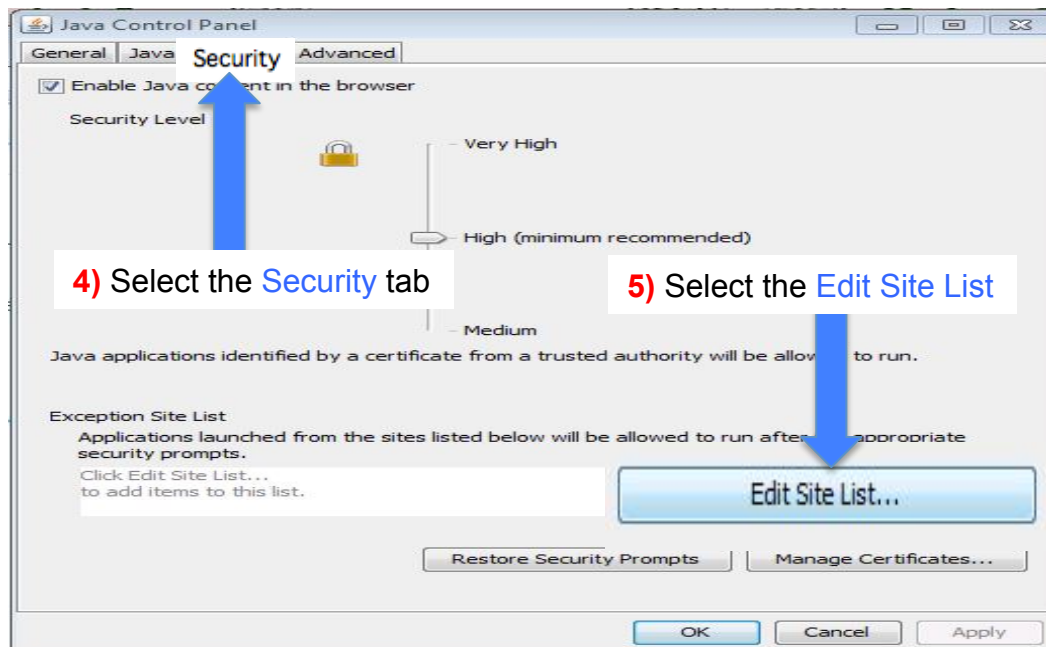 Java Control Panel
General Java Security Advanced
Enable Java content in the browser
Security Level
Very High
High (minimum recommended)
4) Select the Security tab
5) Select the Edit Site List
Medium
Java applications identified by a certificate from a trusted authority will be allowed to run.
Exception Site List
Applications launched from the sites listed below will be allowed to run after appropriate
security prompts.
Click Edit Site List...
to add items to this list.
Edit Site List...
Restore Security Prompts Manage Certificates...
OK Cancel Apply